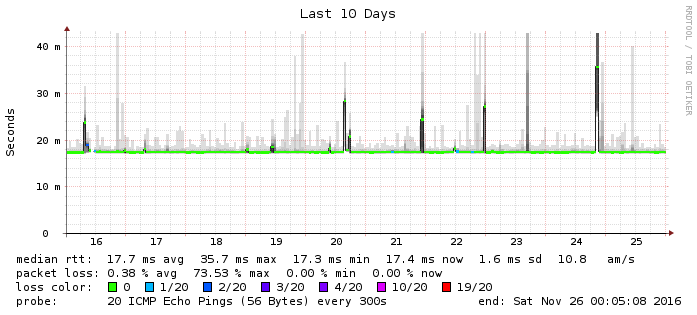 Last 10 Days
RRDTOOL / TOBI OETIKER
Seconds
40 m
30 m
20 m
10 m
0
16 17 18 19 20 21 22 23 24 25
median rtt: 17.7 ms avg 35.7 ms max 17.3 ms min 17.4 ms now 1.6 ms sd 10.8 am/s
packet loss: 0.38 % avg 73.53 % max 0.00 % min 0.00 % now
loss color: 0 1/20 2/20 3/20 4/20 10/20 19/20
probe: 20 ICMP Echo Pings (56 Bytes) every 300s end: Sat Nov 26 00:05:08 2016